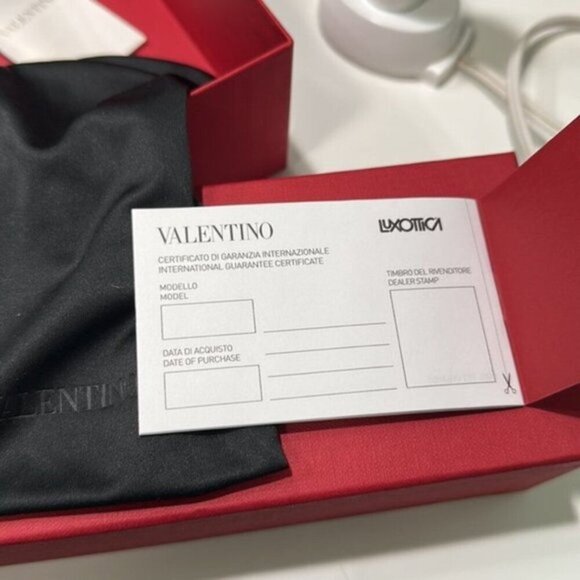 VALENTINO
VALENTINO
LUXOTTICA
CERTIFICATO DI GARANZIA INTERNAZIONALE
INTERNATIONAL GUARANTEE CERTIFICATE
MODELLO
MODEL
TIMBRO DEL RIVENDITORE
DEALER STAMP
DATA DI ACQUISTO
DATE OF PURCHASE
ALENTIN